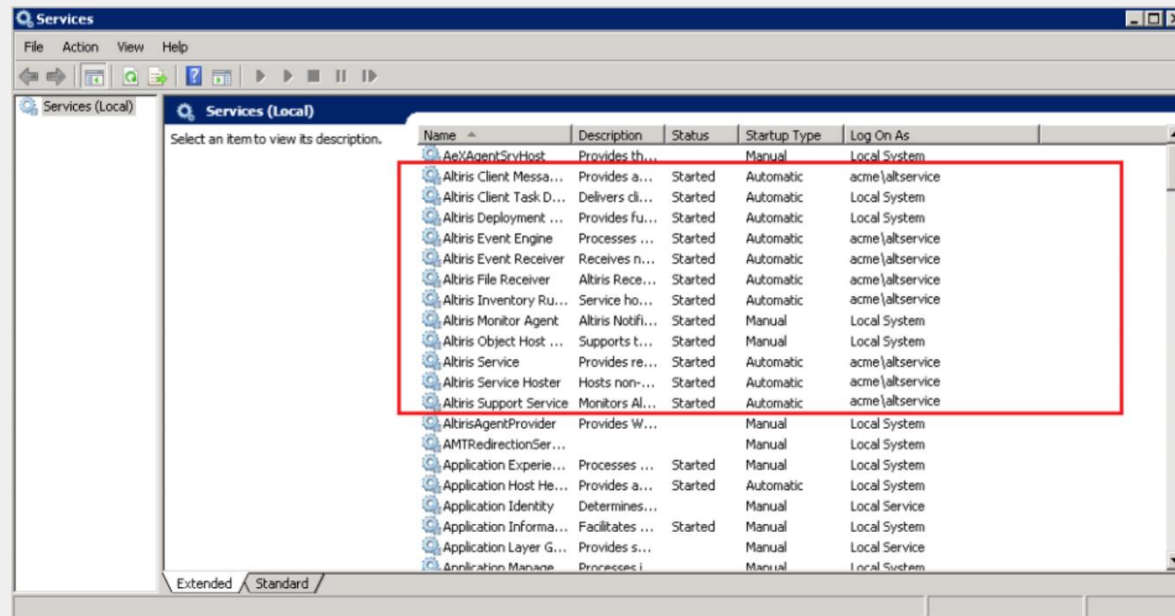 Services
File Action View Help
Services (Local)
Services (Local)
Select an item to view its description.
Name Description Status Startup Type Log On As
AeXAgentSrvHost Provides th... Manual Local System
Altiris Client Messa... Provides a... Started Automatic acme\altservice
Altiris Client Task D... Delivers cli... Started Automatic Local System
Altiris Deployment ... Provides fu... Started Automatic Local System
Altiris Event Engine Processes ... Started Automatic acme\altservice
Altiris Event Receiver Receives n... Started Automatic acme\altservice
Altiris File Receiver Altiris Rece... Started Automatic acme\altservice
Altiris Inventory Ru... Service ho... Started Automatic acme\altservice
Altiris Monitor Agent Altiris Notifi... Started Manual Local System
Altiris Object Host ... Supports t... Started Manual Local System
Altiris Service Provides re... Started Automatic acme\altservice
Altiris Service Hoster Hosts non-... Started Automatic acme\altservice
Altiris Support Service Monitors Al... Started Automatic acme\altservice
AltirisAgentProvider Provides W... Manual Local System
AMTRedirectionSer... Manual Local System
Application Experie... Processes ... Started Manual Local System
Application Host He... Provides a... Started Automatic Local System
Application Identity Determines... Manual Local Service
Application Informa... Facilitates ... Started Manual Local System
Application Layer G... Provides s... Manual Local Service
Application Manage Processes i Manual Local System
Extended Standard